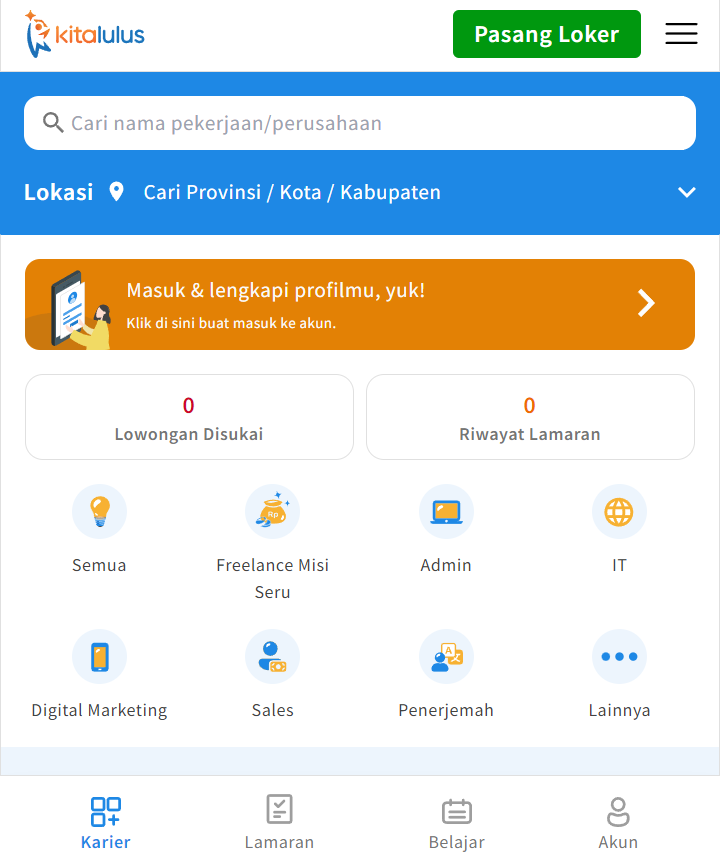 kitalulus
Pasang Loker
Cari nama pekerjaan/perusahaan
Lokasi Cari Provinsi / Kota / Kabupaten
Masuk & lengkapi profilmu, yuk!
Klik di sini buat masuk ke akun.
0
Lowongan Disukai
0
Riwayat Lamaran
Rp
Semua
Freelance Misi
Seru
Admin
IT
A
文
Digital Marketing
Sales
Penerjemah
Lainnya
Karier
Lamaran
Belajar
Akun